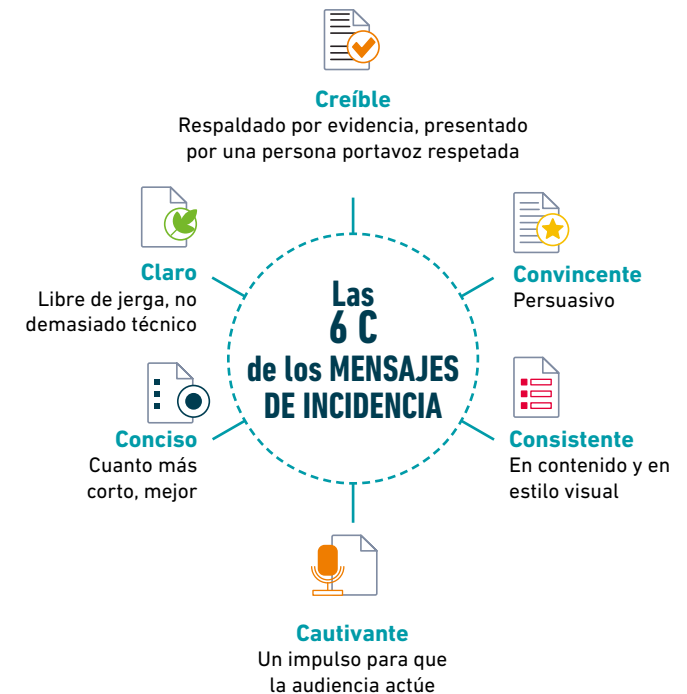 Creíble
Respaldado por evidencia, presentado
por una persona portavoz respetada
Claro
Libre de jerga, no
demasiado técnico
Convincente
Persuasivo
Las
6 C
de los MENSAJES
DE INCIDENCIA
Conciso
Cuanto más
corto, mejor
Consistente
En contenido y en
estilo visual
Cautivante
Un impulso para que
la audiencia actúe